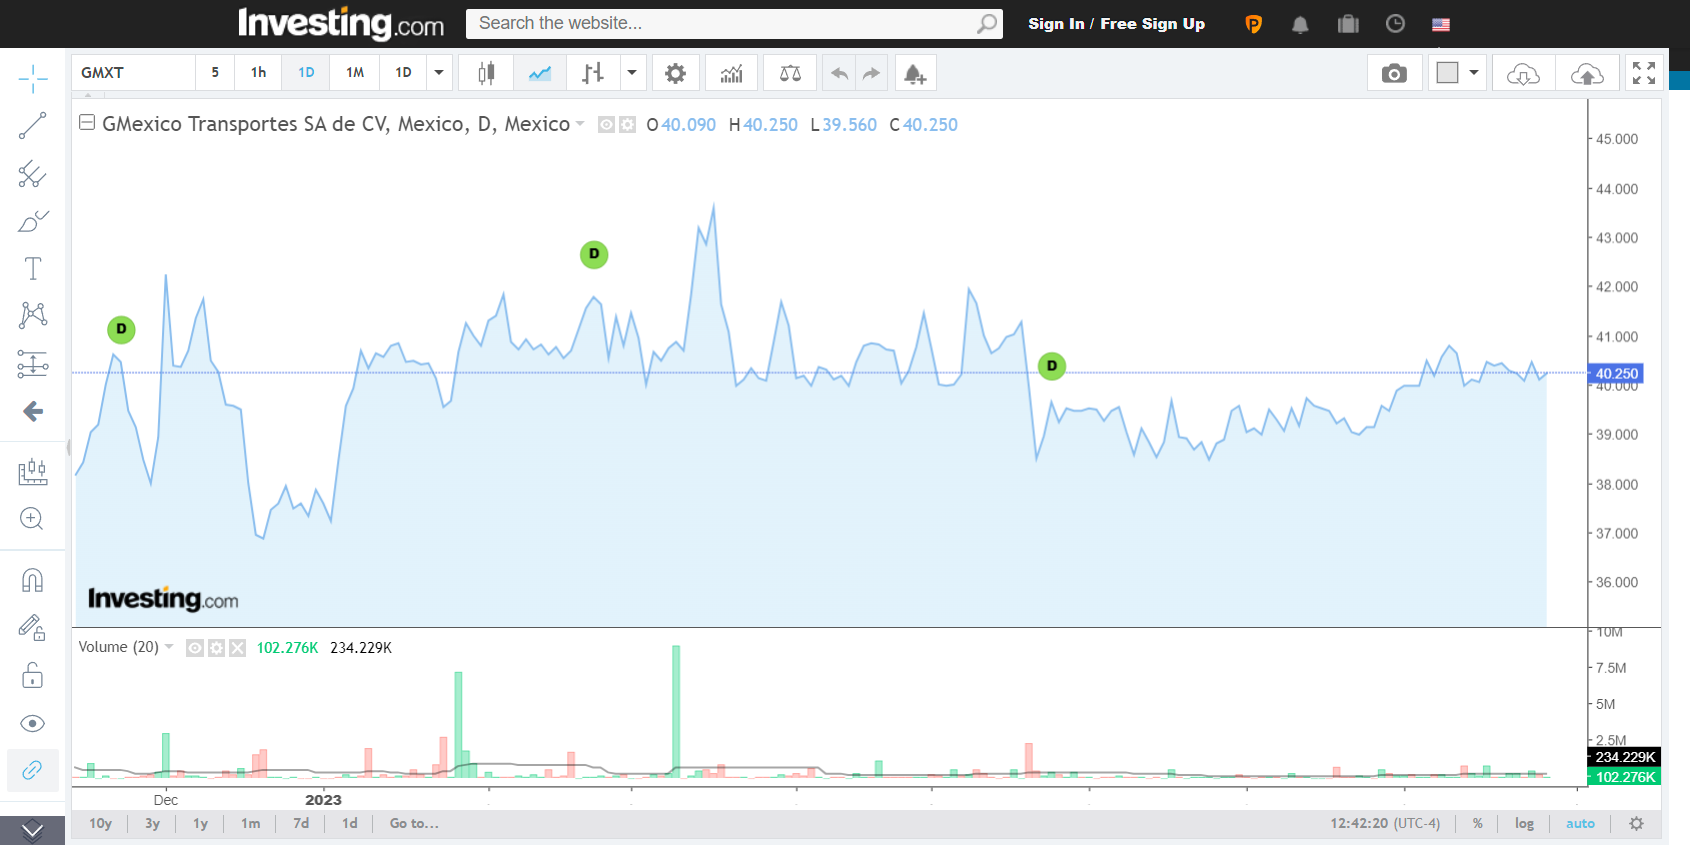 Investing.com
Search the website...
Sign In / Free Sign Up
GMXT 5 1h 1D 1M 1D
GMexico Transportes SA de CV, Mexico, D, Mexico O 40.090 H 40.250 L 39.560 C 40.250
45.000
44.000
43.000
42.000
41.000
40.250
40.000
39.000
38.000
37.000
36.000
D
D
D
Investing.com
Volume (20) 102.276K 234.229K
10M
7.5M
5M
2.5M
234.229K
102.276K
Dec 2023
10y 3y 1y 1m 7d 1d Go to...
12:42:20 (UTC-4) % log auto